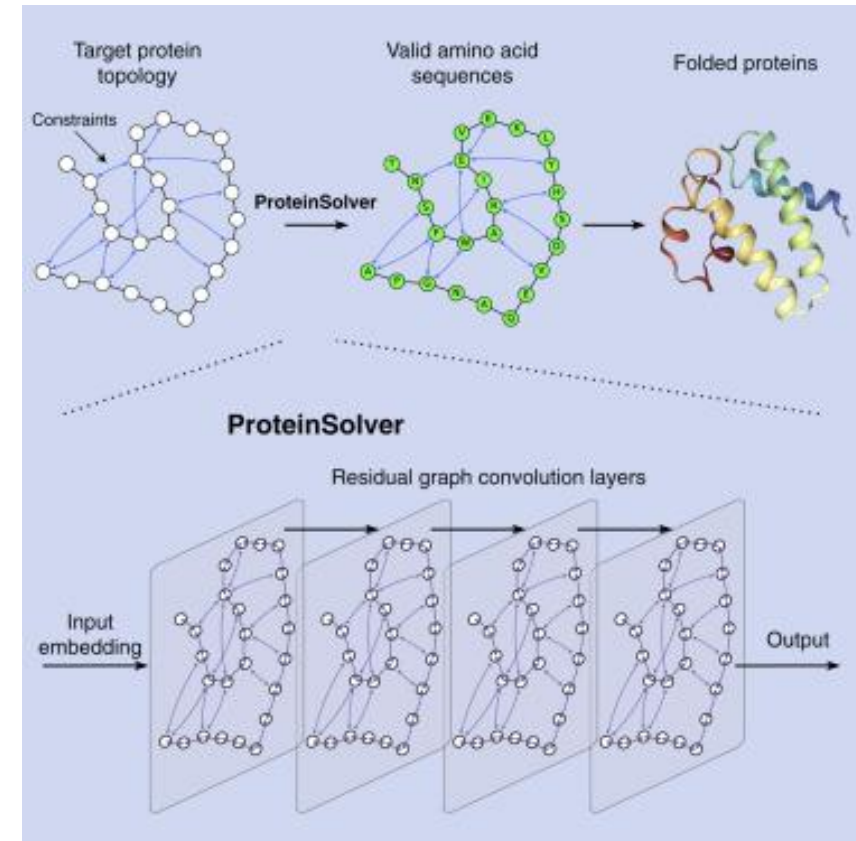 Target protein
topology
Valid amino acid
sequences
Folded proteins
Constraints
ProteinSolver
V E K L
T
G
T
N
I
H
S
R
S
F
W
A
D
K
A P G N A Q
E
ProteinSolver
Residual graph convolution layers
Input
embedding
Output